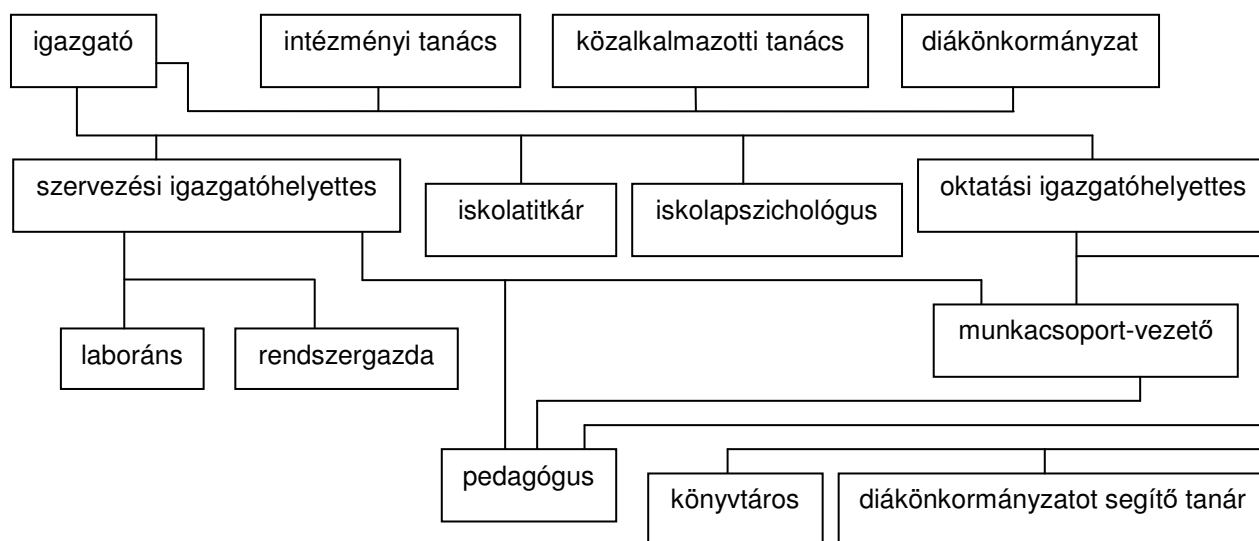 igazgató
intézményi tanács
közalkalmazotti tanács
diákönkormányzat
szervezési igazgatóhelyettes
iskolatitkár
iskolapszichológus
oktatási igazgatóhelyettes
laboráns
rendszergazda
munkacsoport-vezető
pedagógus
könyvtáros
diákönkormányzatot segítő tanár